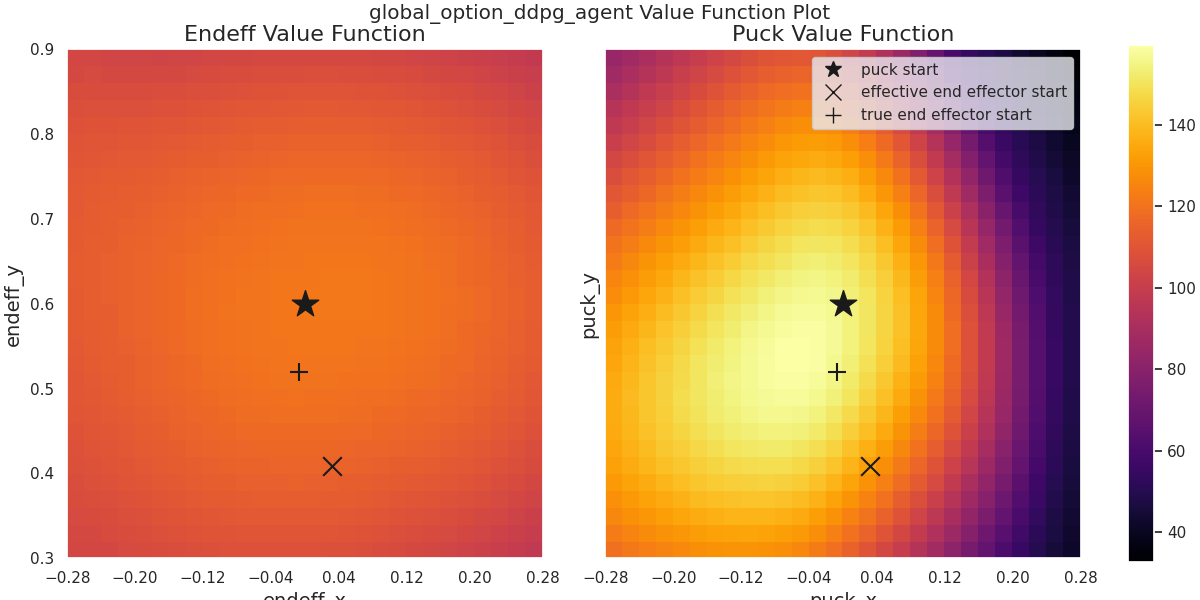 global_option_ddpg_agent Value Function Plot
Endeff Value Function
Puck Value Function
puck start
effective end effector start
true end effector start
0.9
0.8
0.7
0.6
0.5
0.4
0.3
endeff_y
−0.28 −0.20 −0.12 −0.04 0.04 0.12 0.20 0.28
endeff_x
puck_y
−0.28 −0.20 −0.12 −0.04 0.04 0.12 0.20 0.28
puck_x
140
120
100
80
60
40